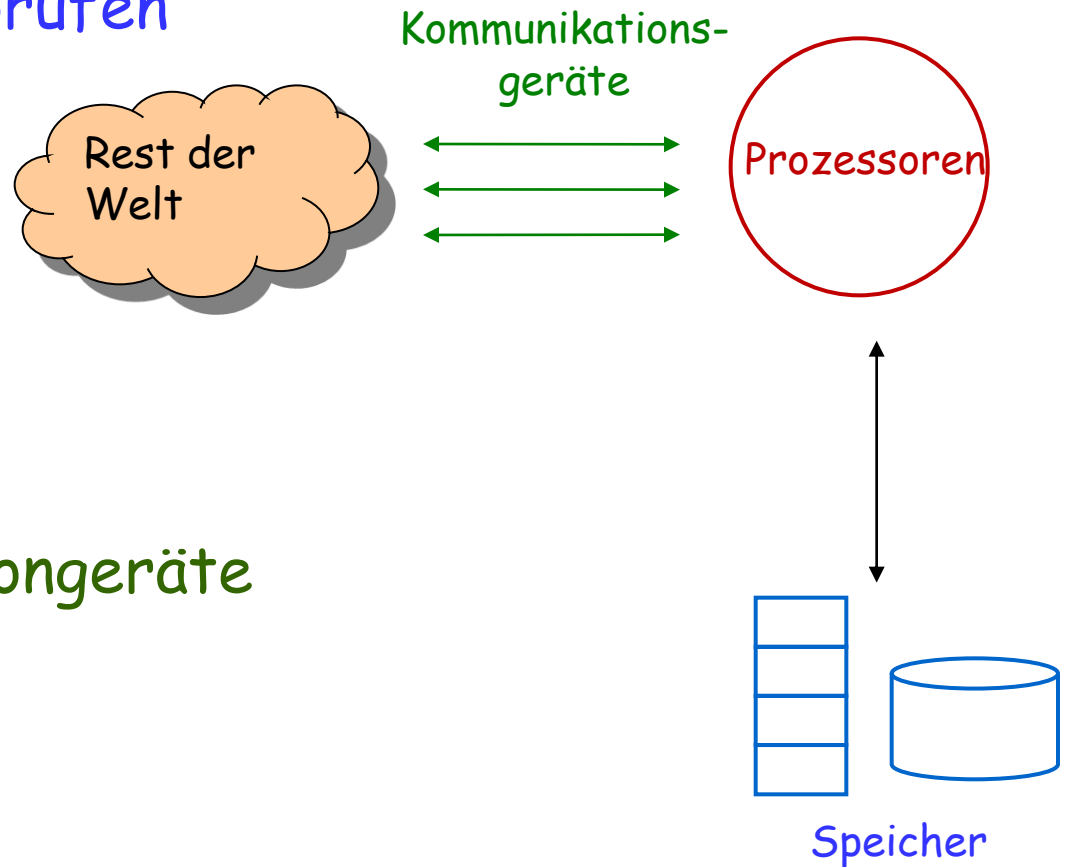 rufen
Kommunikations-
geräte
Rest der
Welt
Prozessoren
ongeräte
Speicher